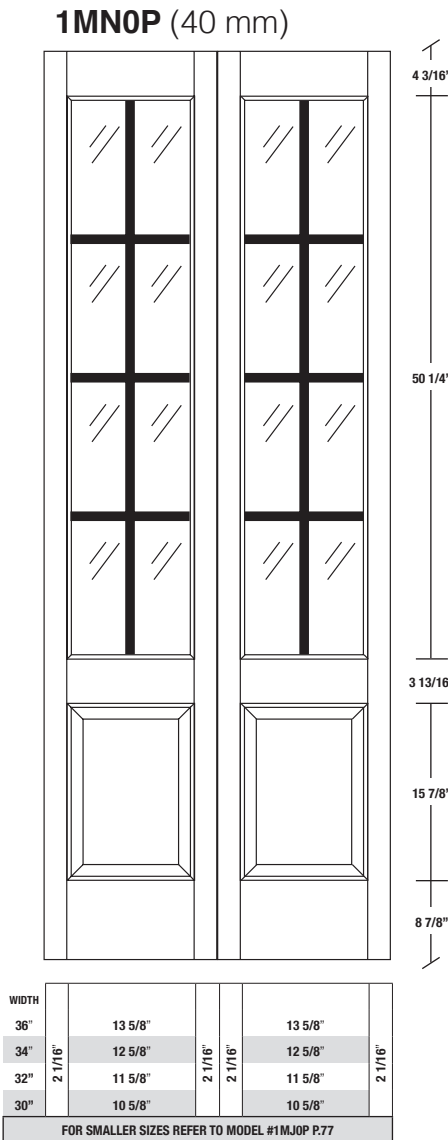 1MN0P (40 mm)
4 3/16"
50 1/4"
3 13/16
15 7/8"
8 7/8"
WIDTH
36" 13 5/8" 13 5/8"
34" 12 5/8" 12 5/8"
32" 11 5/8" 11 5/8"
30" 10 5/8" 10 5/8"
2 1/16" 2 1/16" 2 1/16" 2 1/16"
FOR SMALLER SIZES REFER TO MODEL #1MJ0P P.77